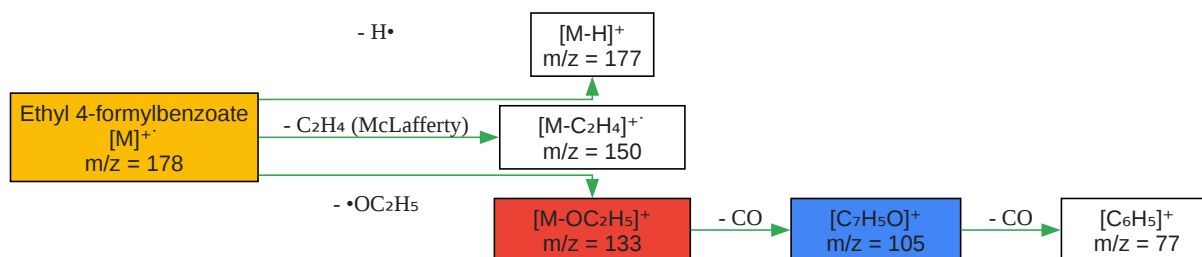 - H•
[M-H]⁺
m/z = 177
Ethyl 4-formylbenzoate
[M]⁺˙
m/z = 178
- C₂H₄ (McLafferty)
[M-C₂H₄]⁺˙
m/z = 150
- •OC₂H₅
[M-OC₂H₅]⁺
m/z = 133
- CO
[C₇H₅O]⁺
m/z = 105
- CO
[C₆H₅]⁺
m/z = 77